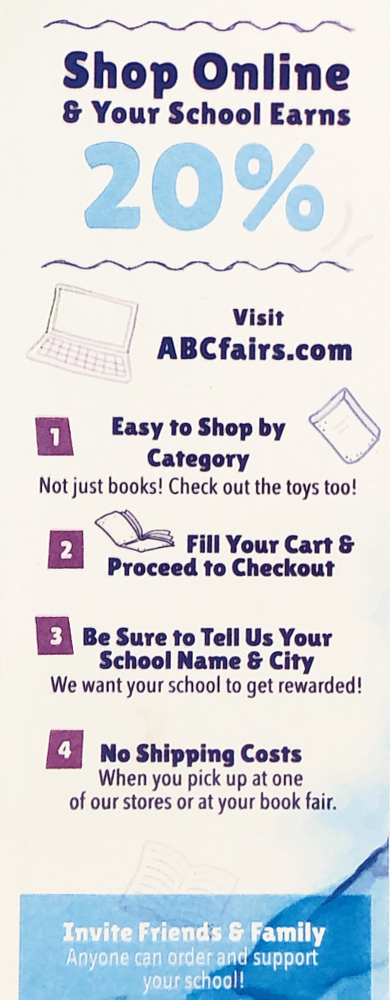 Shop Online
& Your School Earns
20%
Visit
ABCfairs.com
1
Easy to Shop by
Category
Not just books! Check out the toys too!
2
Fill Your Cart &
Proceed to Checkout
3
Be Sure to Tell Us Your
School Name & City
We want your school to get rewarded!
4
No Shipping Costs
When you pick up at one
of our stores or at your book fair.
Invite Friends & Family
Anyone can order and support
your school!